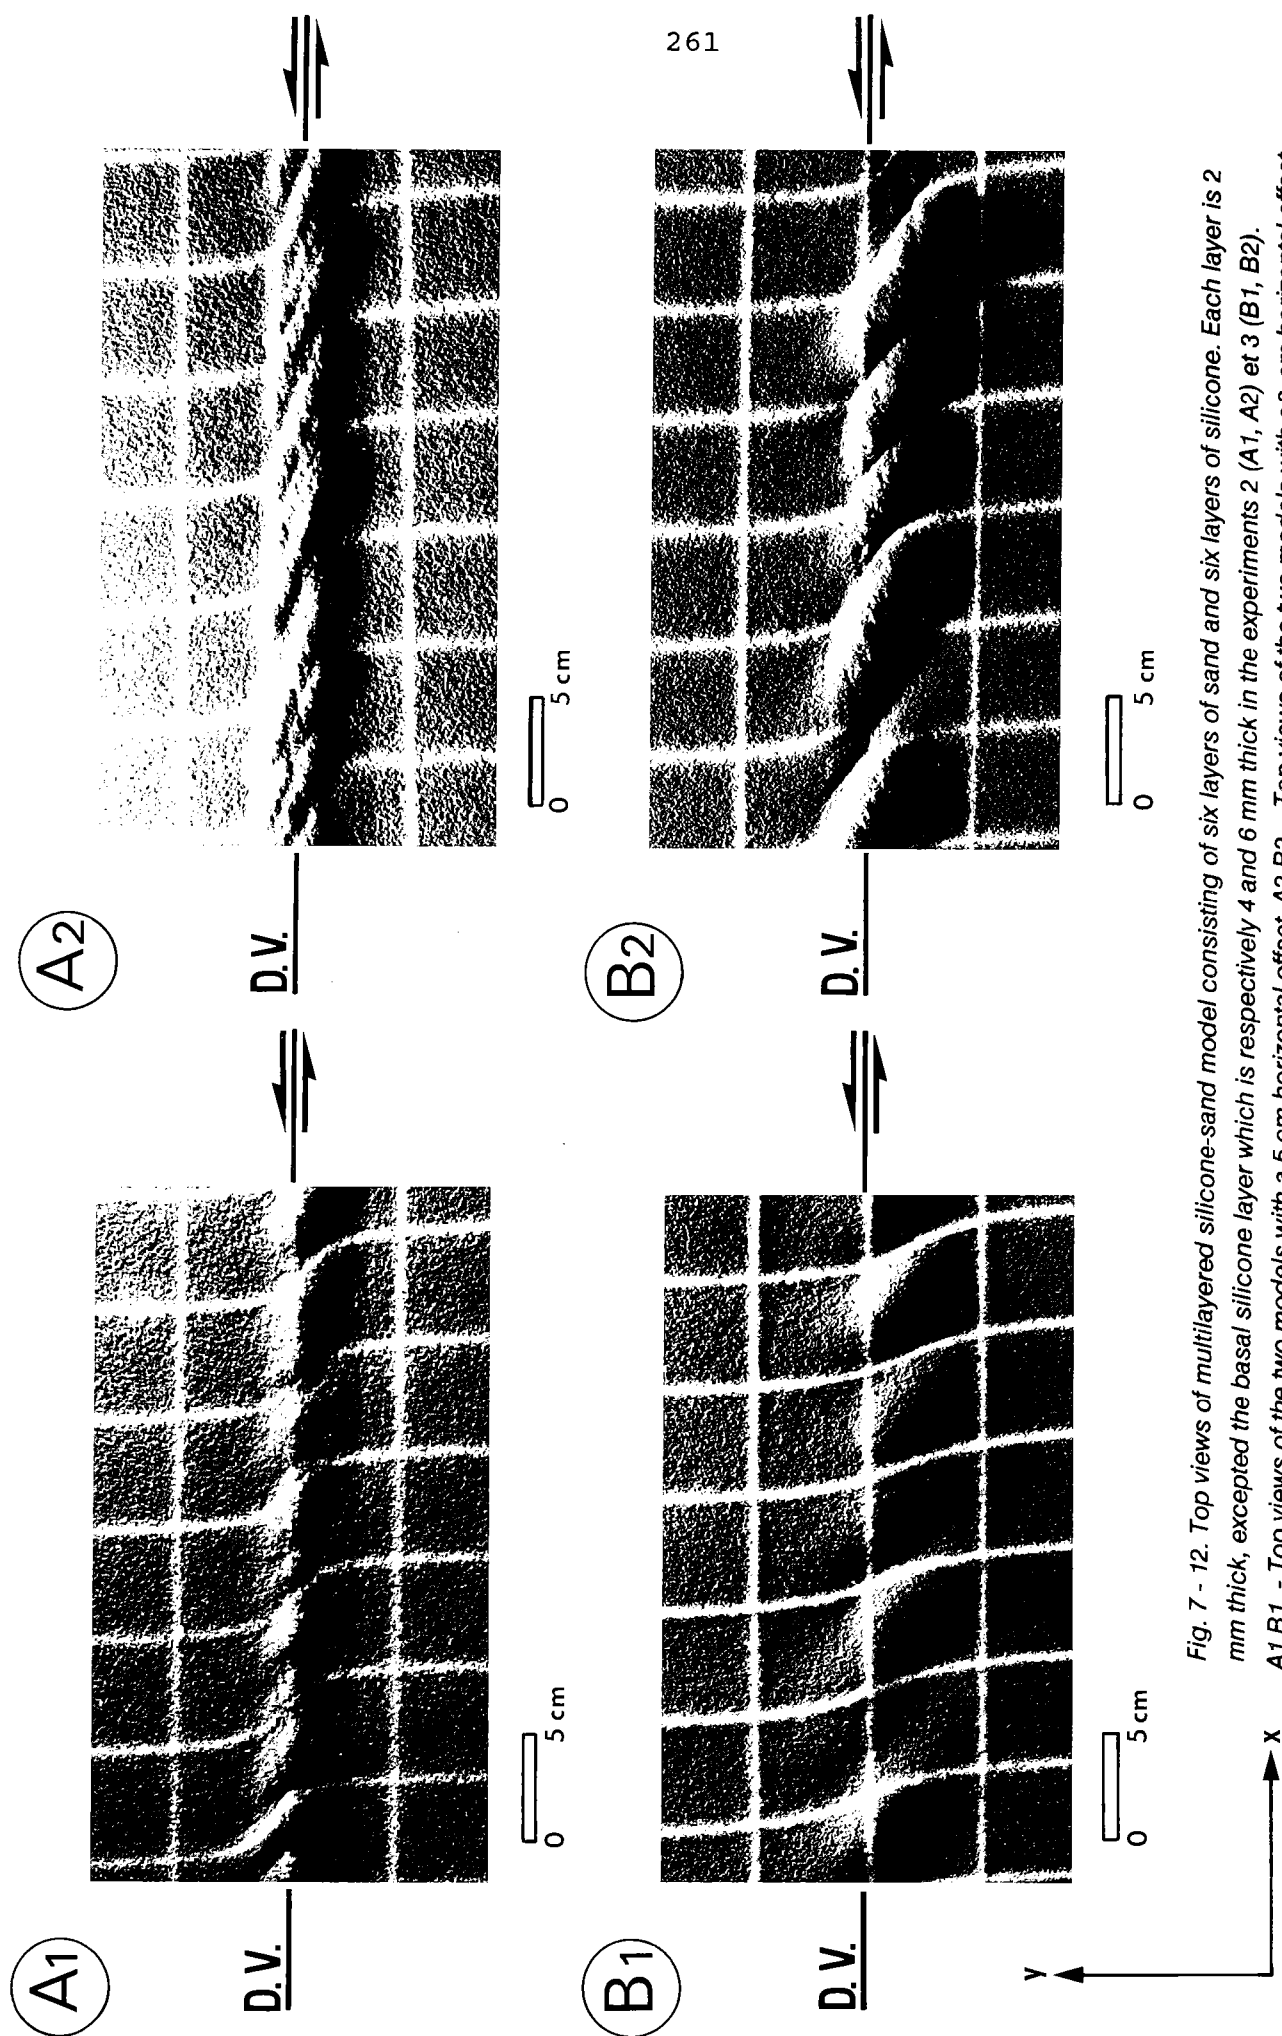 261
A1
D. V.
0 5 cm
A2
D. V.
0 5 cm
B1
D. V.
0 5 cm
B2
D. V.
0 5 cm
y
x
Fig. 7 - 12. Top views of multilayered silicone-sand model consisting of six layers of sand and six layers of silicone. Each layer is 2
mm thick, excepted the basal silicone layer which is respectively 4 and 6 mm thick in the experiments 2 (A1, A2) et 3 (B1, B2).
A1,B1. - Top views of the two models with a 5 cm horizontal offset. A2,B2. - Top views of the two models with a horizontal offset